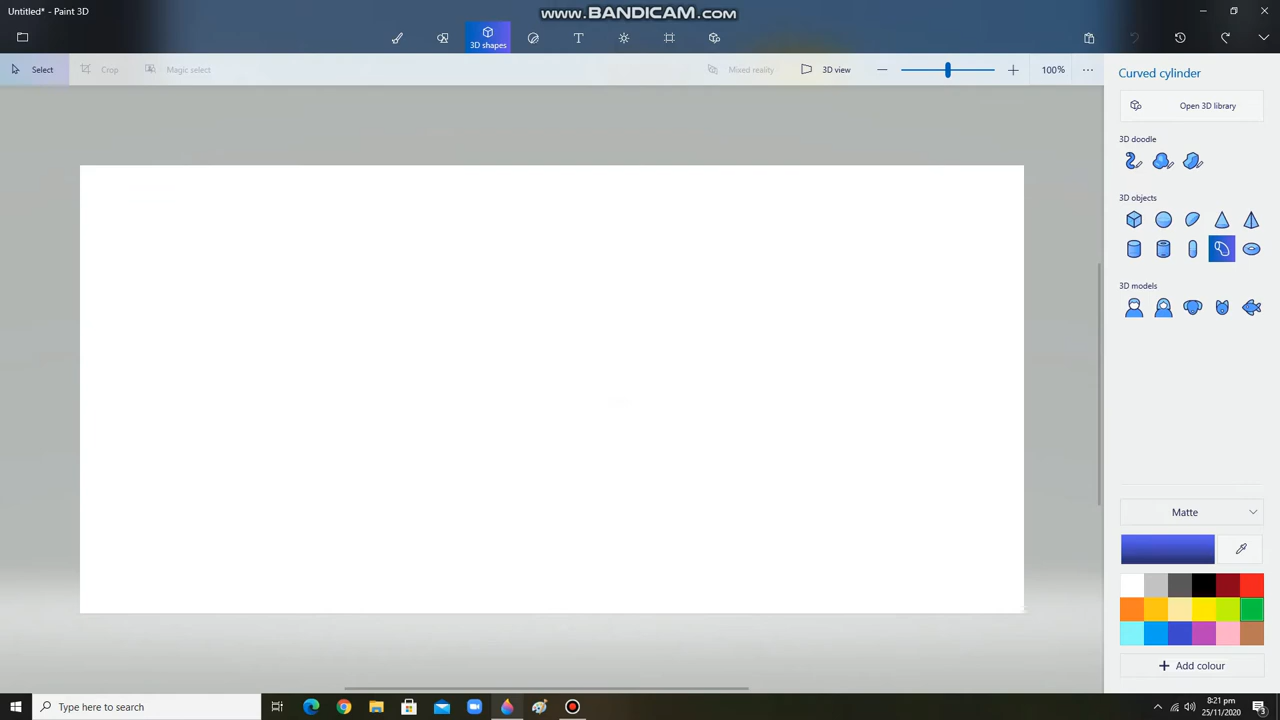 Untitled* - Paint 3D
www.BANDICAM.com
3D shapes
Select
Crop
Magic select
Mixed reality
3D view
100%
Curved cylinder
Open 3D library
3D doodle
3D objects
3D models
Matte
Add colour
Type here to search
8:21 pm
25/11/2020
3